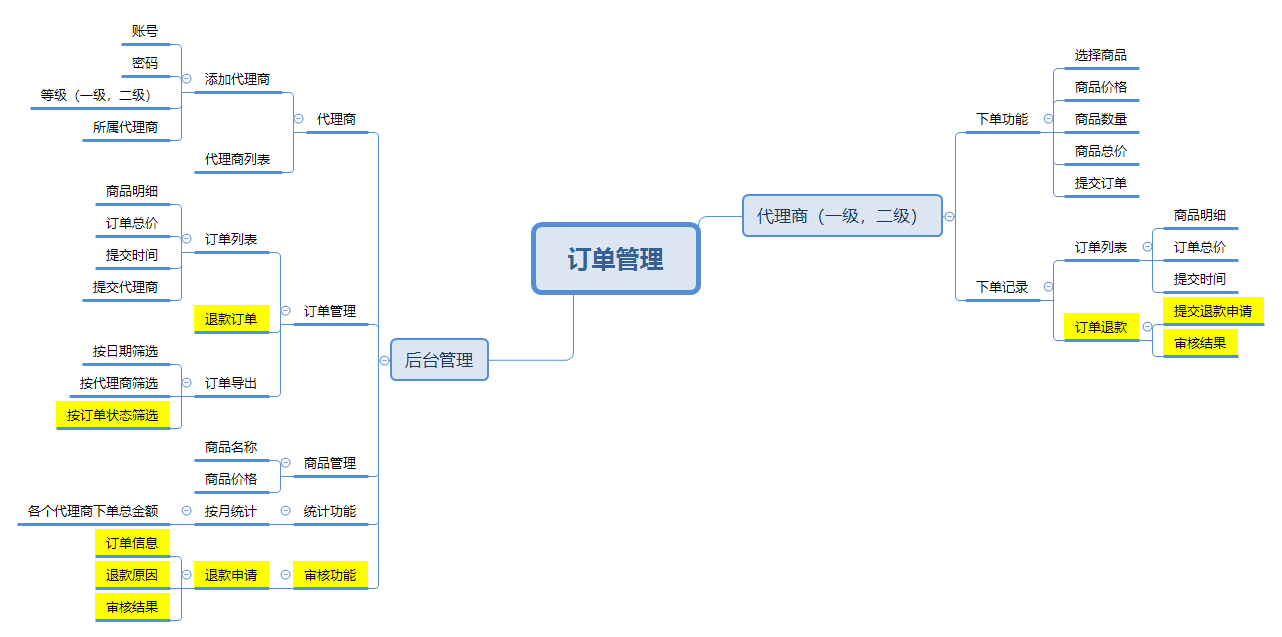 订单管理
代理商（一级，二级）
下单功能
选择商品
商品价格
商品数量
商品总价
提交订单
下单记录
订单列表
商品明细
订单总价
提交时间
订单退款
提交退款申请
审核结果
后台管理
代理商
添加代理商
账号
密码
等级（一级，二级）
所属代理商
代理商列表
订单管理
订单列表
商品明细
订单总价
提交时间
提交代理商
退款订单
订单导出
按日期筛选
按代理商筛选
按订单状态筛选
商品管理
商品名称
商品价格
统计功能
按月统计
各个代理商下单总金额
审核功能
退款申请
订单信息
退款原因
审核结果